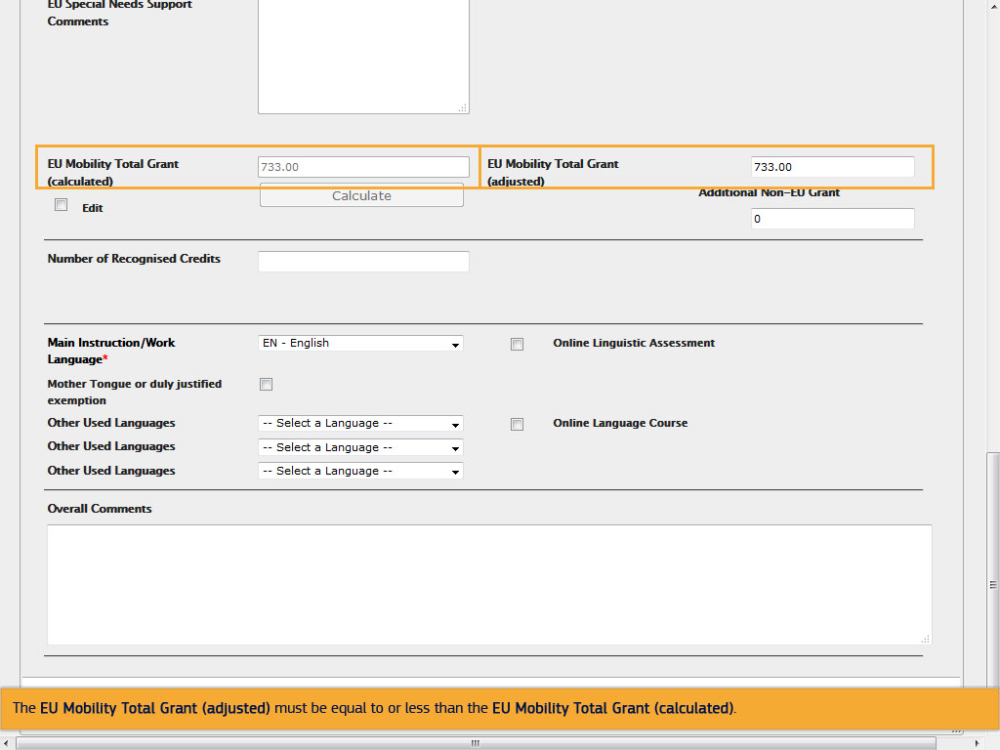 EU Special Needs Support
Comments
EU Mobility Total Grant
(calculated)
733.00
EU Mobility Total Grant
(adjusted)
733.00
Edit
Calculate
Additional Non-EU Grant
0
Number of Recognised Credits
Main Instruction/Work
Language*
EN - English
Online Linguistic Assessment
Mother Tongue or duly justified
exemption
Other Used Languages
-- Select a Language --
Online Language Course
Other Used Languages
-- Select a Language --
Other Used Languages
-- Select a Language --
Overall Comments
The EU Mobility Total Grant (adjusted) must be equal to or less than the EU Mobility Total Grant (calculated).